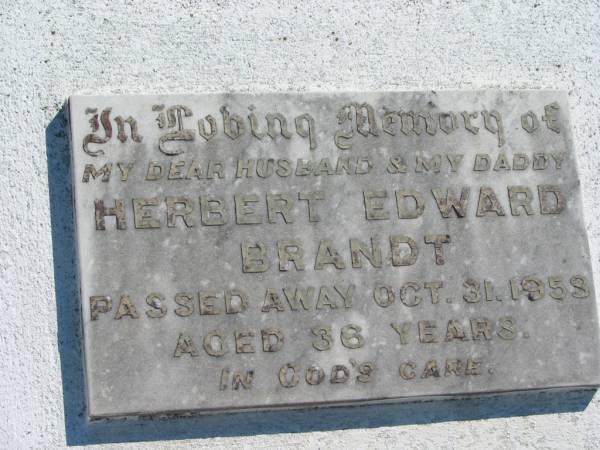 In Loving Memory of
MY DEAR HUSBAND & MY DADDY
HERBERT EDWARD
BRANDT
PASSED AWAY OCT. 31. 1958
AGED 36 YEARS.
IN GOD'S CARE.